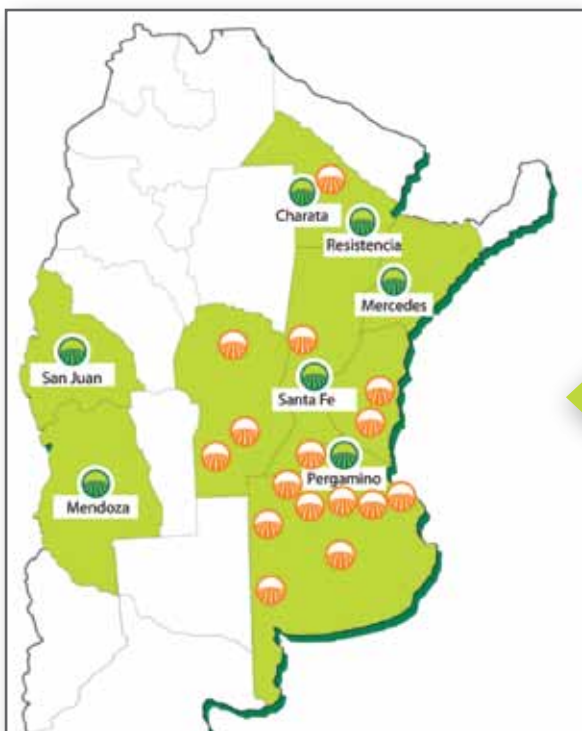 Charata
Resistencia
Mercedes
San Juan
Santa Fe
Pergamino
Mendoza